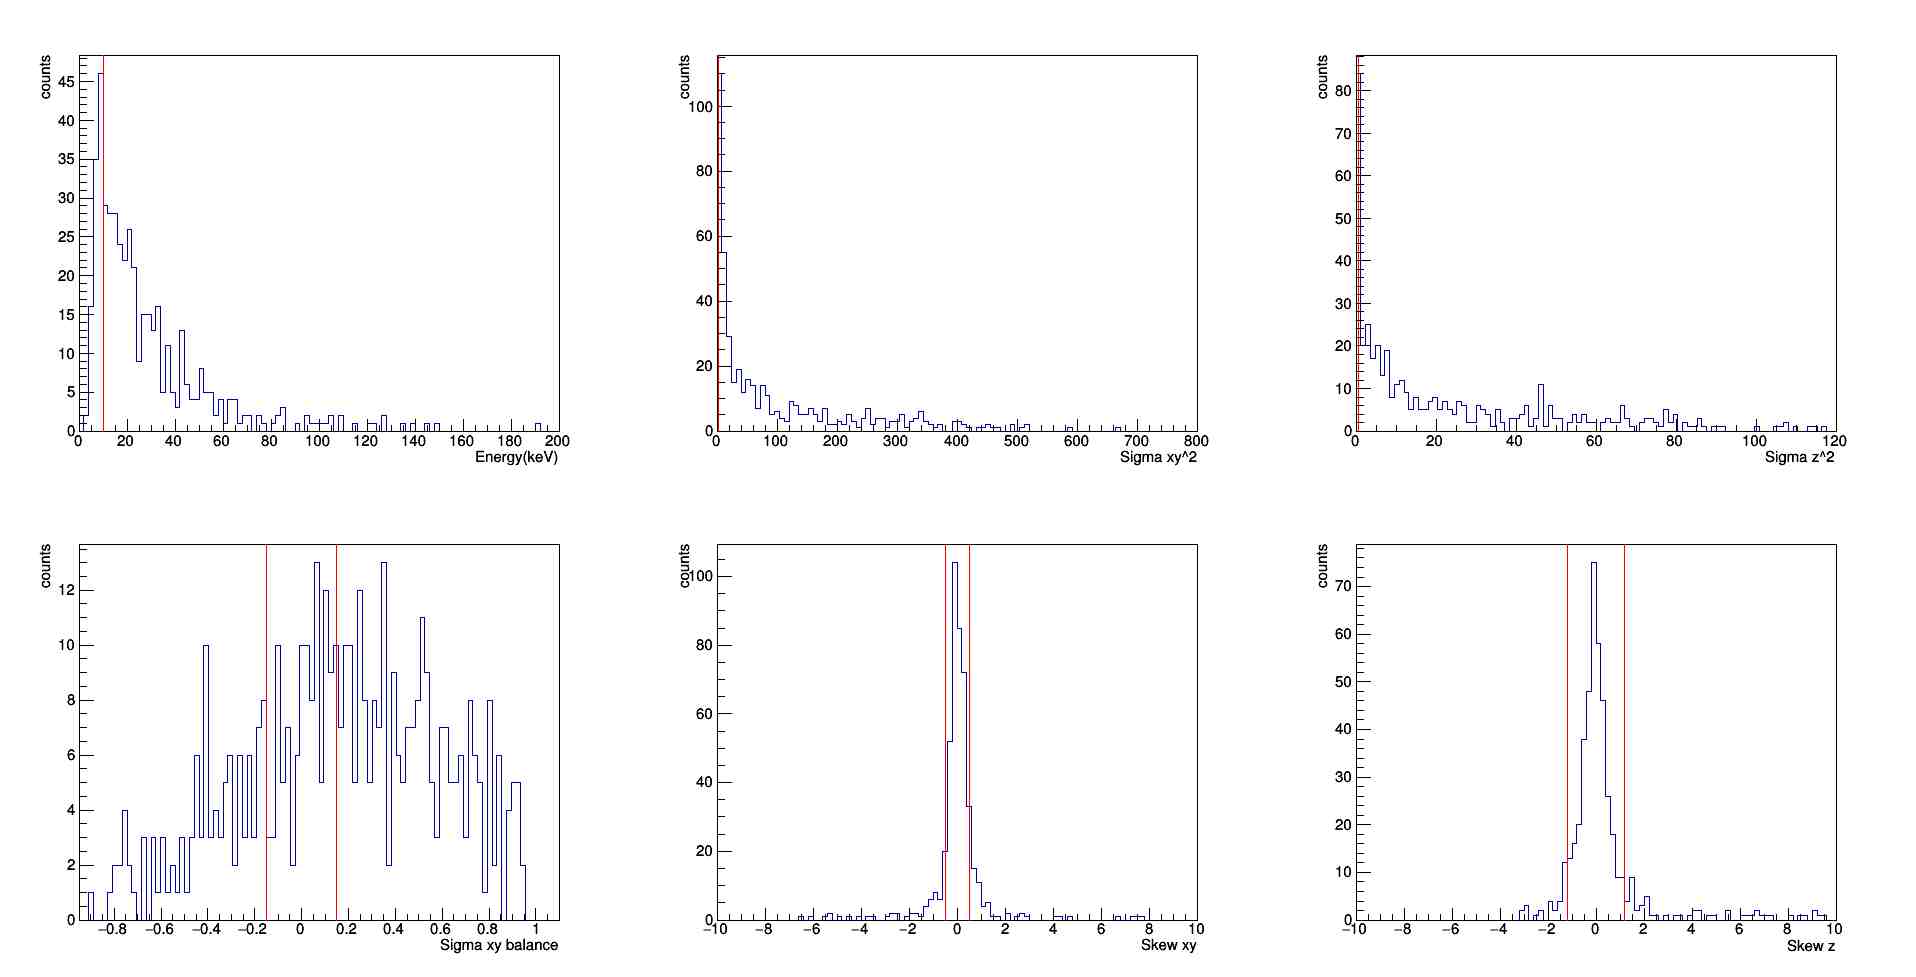 counts
45
40
35
30
25
20
15
10
5
0
0 20 40 60 80 100 120 140 160 180 200
Energy(keV)
counts
100
80
60
40
20
0
0 100 200 300 400 500 600 700 800
Sigma xy^2
counts
80
70
60
50
40
30
20
10
0
0 20 40 60 80 100 120
Sigma z^2
counts
12
10
8
6
4
2
0
−0.8 −0.6 −0.4 −0.2 0 0.2 0.4 0.6 0.8 1
Sigma xy balance
counts
100
80
60
40
20
0
−10 −8 −6 −4 −2 0 2 4 6 8 10
Skew xy
counts
70
60
50
40
30
20
10
0
−10 −8 −6 −4 −2 0 2 4 6 8 10
Skew z